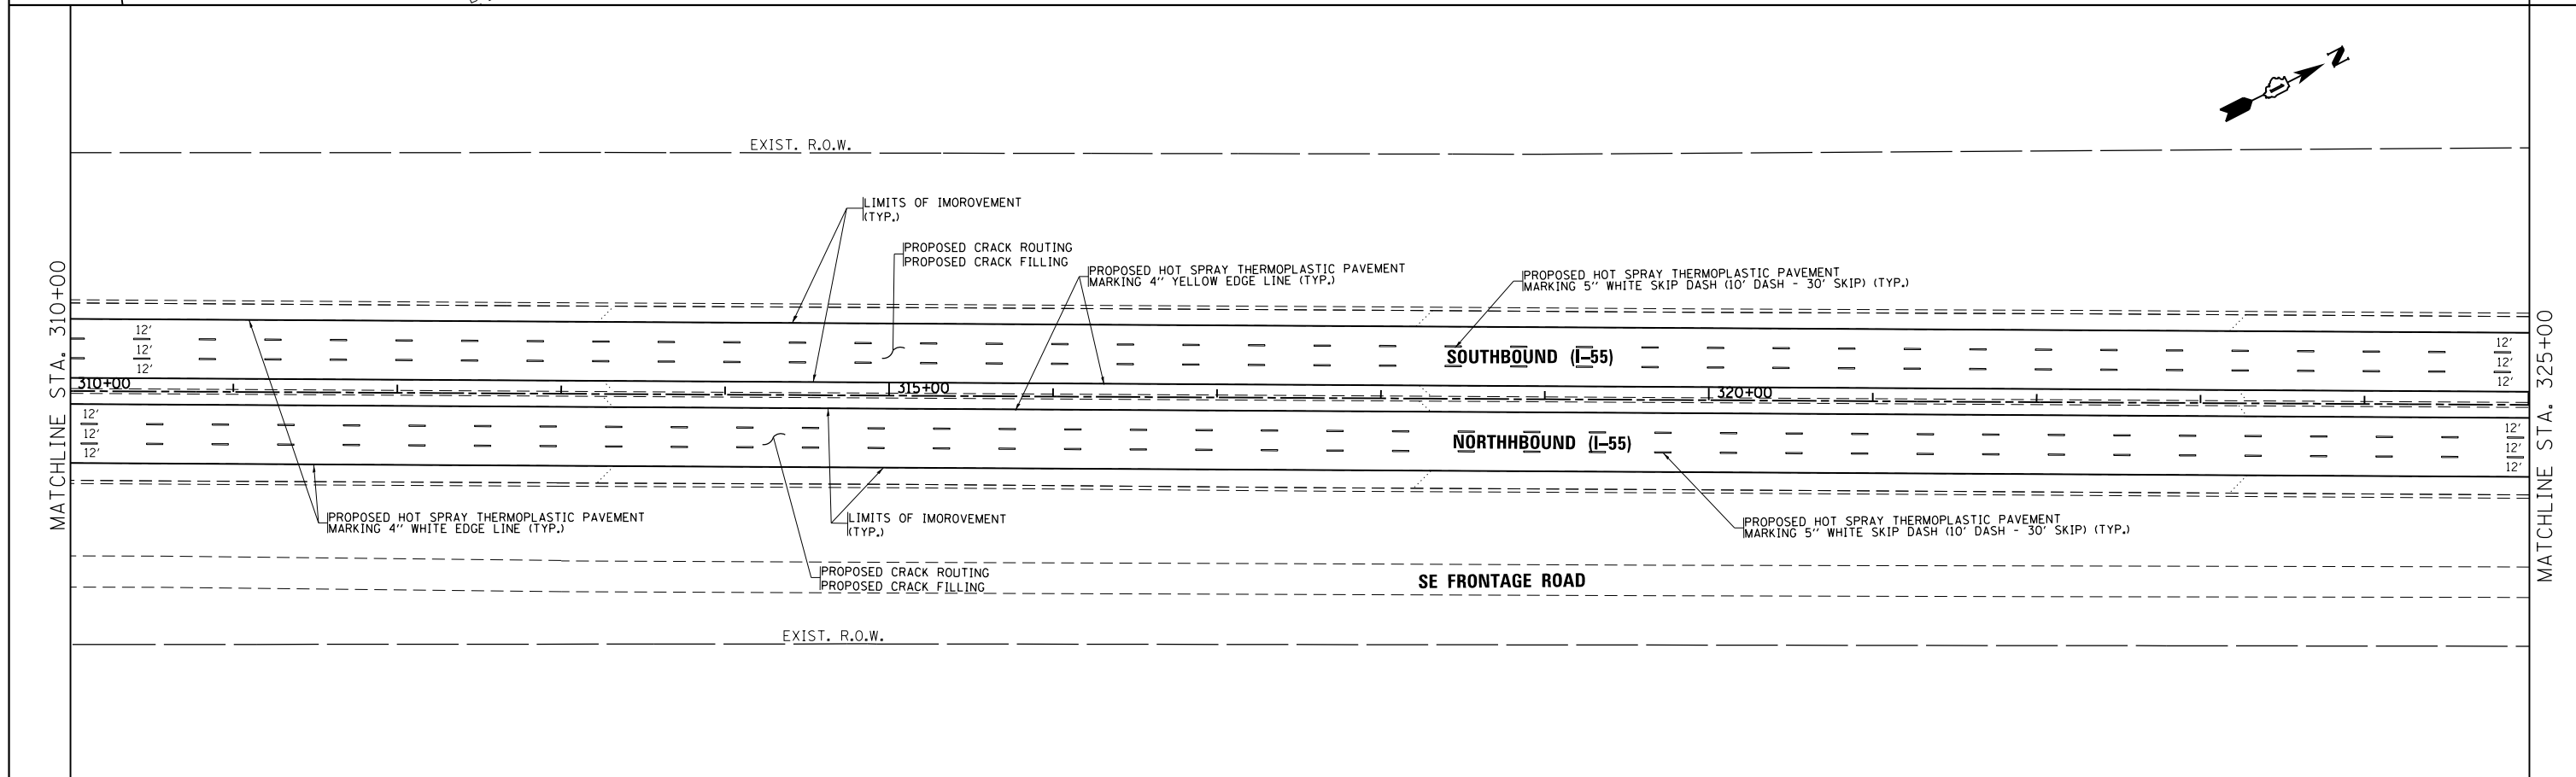 N
EXIST. R.O.W.
LIMITS OF IMOROVEMENT
(TYP.)
PROPOSED CRACK ROUTING
PROPOSED CRACK FILLING
PROPOSED HOT SPRAY THERMOPLASTIC PAVEMENT
MARKING 4" YELLOW EDGE LINE (TYP.)
PROPOSED HOT SPRAY THERMOPLASTIC PAVEMENT
MARKING 5" WHITE SKIP DASH (10' DASH - 30' SKIP) (TYP.)
MATCHLINE STA. 310+00
12'
12'
12'
SOUTHBOUND (I-55)
12'
12'
12'
MATCHLINE STA. 325+00
310+00
315+00
320+00
12'
12'
12'
NORTHHBOUND (I-55)
12'
12'
12'
PROPOSED HOT SPRAY THERMOPLASTIC PAVEMENT
MARKING 4" WHITE EDGE LINE (TYP.)
LIMITS OF IMOROVEMENT
(TYP.)
PROPOSED HOT SPRAY THERMOPLASTIC PAVEMENT
MARKING 5" WHITE SKIP DASH (10' DASH - 30' SKIP) (TYP.)
PROPOSED CRACK ROUTING
PROPOSED CRACK FILLING
SE FRONTAGE ROAD
EXIST. R.O.W.